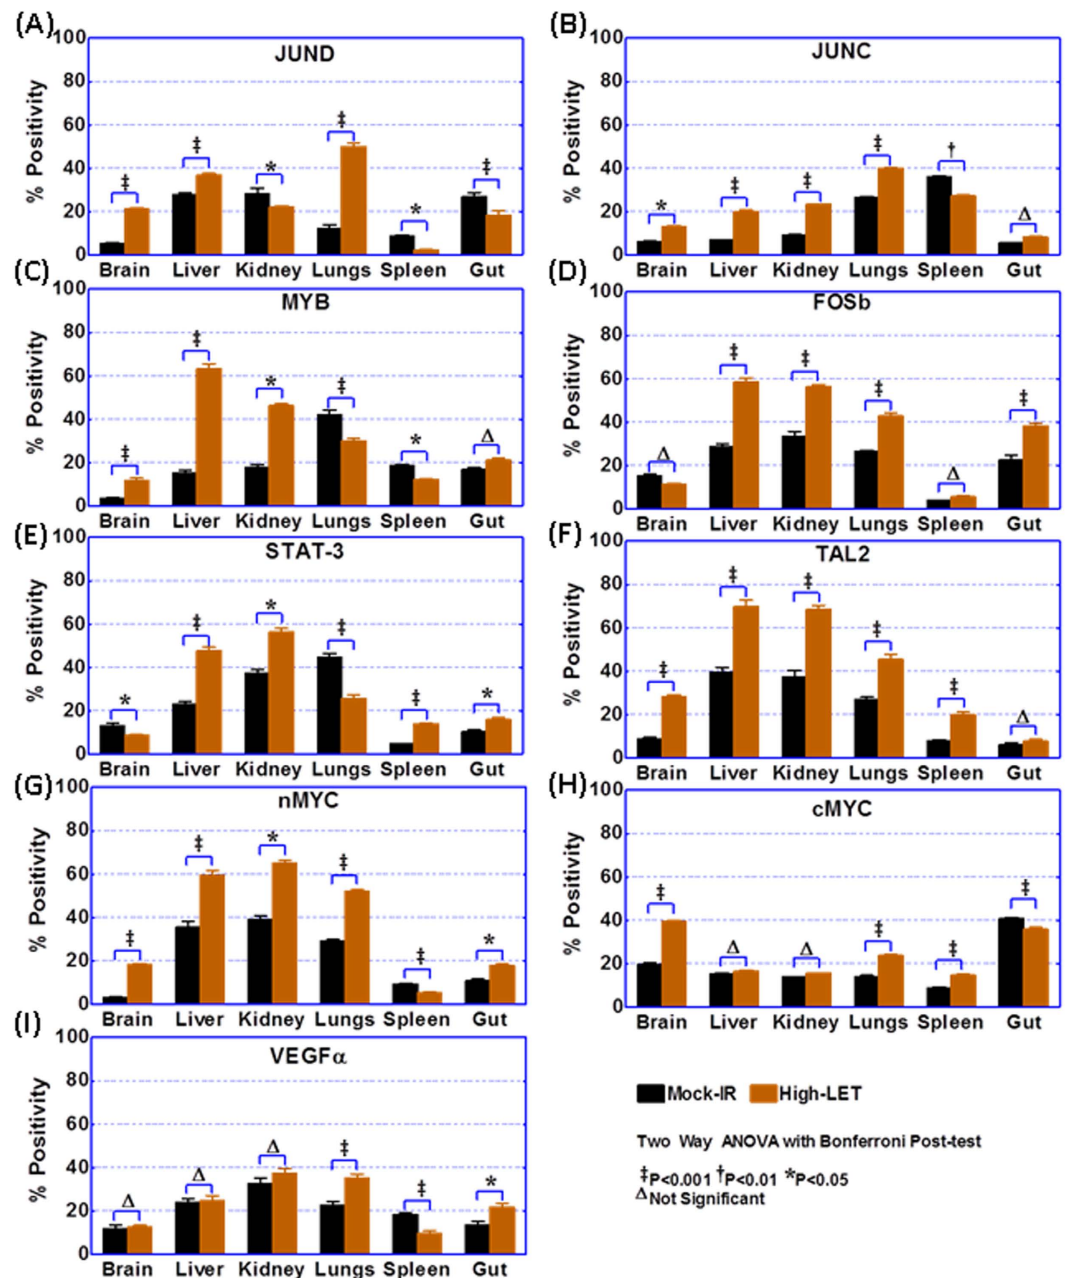 (A)
JUND
% Positivity
100
80
60
40
20
0
‡ ‡ * ‡ * ‡
Brain Liver Kidney Lungs Spleen Gut
(B)
JUNC
% Positivity
100
80
60
40
20
0
* ‡ ‡ ‡ † Δ
Brain Liver Kidney Lungs Spleen Gut
(C)
MYB
% Positivity
100
80
60
40
20
0
‡ ‡ * ‡ * Δ
Brain Liver Kidney Lungs Spleen Gut
(D)
FOSb
% Positivity
100
80
60
40
20
0
Δ ‡ ‡ ‡ Δ ‡
Brain Liver Kidney Lungs Spleen Gut
(E)
STAT-3
% Positivity
100
80
60
40
20
0
* ‡ * ‡ ‡ *
Brain Liver Kidney Lungs Spleen Gut
(F)
TAL2
% Positivity
100
80
60
40
20
0
‡ ‡ ‡ ‡ ‡ Δ
Brain Liver Kidney Lungs Spleen Gut
(G)
nMYC
% Positivity
100
80
60
40
20
0
‡ ‡ * ‡ ‡ *
Brain Liver Kidney Lungs Spleen Gut
(H)
cMYC
% Positivity
100
80
60
40
20
0
‡ Δ Δ ‡ ‡ ‡
Brain Liver Kidney Lungs Spleen Gut
(I)
VEGFα
% Positivity
100
80
60
40
20
0
Δ Δ Δ ‡ ‡ *
Brain Liver Kidney Lungs Spleen Gut
Mock-IR High-LET
Two Way ANOVA with Bonferroni Post-test
‡P<0.001 †P<0.01 *P<0.05
ΔNot Significant